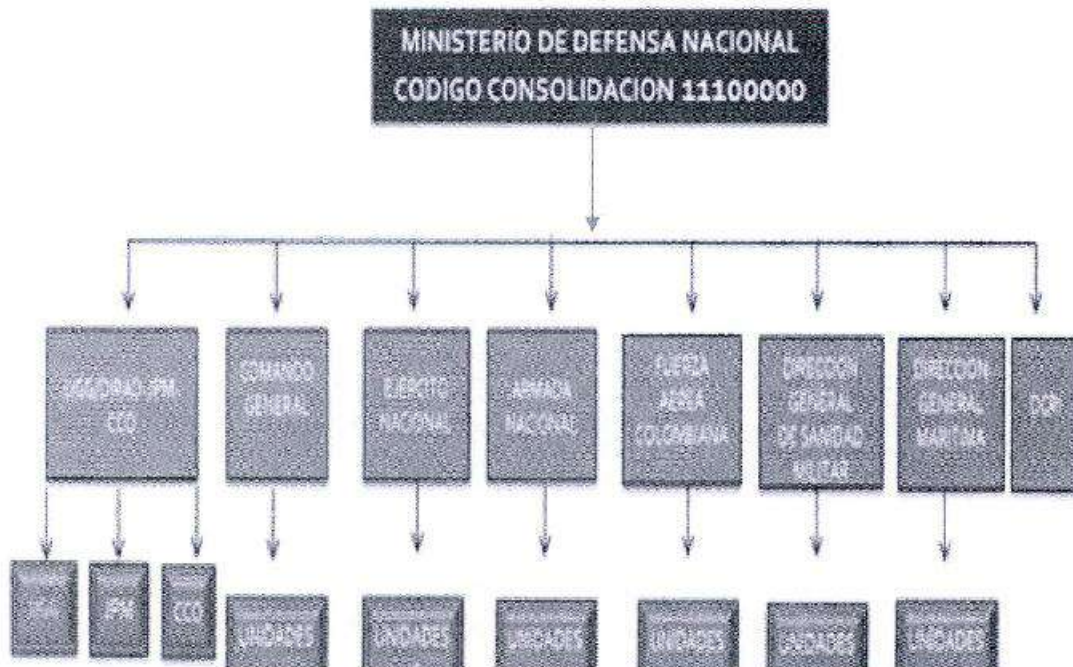 MINISTERIO DE DEFENSA NACIONAL
CODIGO CONSOLIDACION 11100000
CCO
COMANDO
GENERAL
EJERCITO
NACIONAL
ARMADA
NACIONAL
FUERZA
AEREA
COLOMBIANA
DIRECCION
GENERAL
DE SANIDAD
MILITAR
DIRECCION
GENERAL
MARITIMA
JPM
CCO
UNIDADES
UNIDADES
UNIDADES
UNIDADES
UNIDADES
UNIDADES